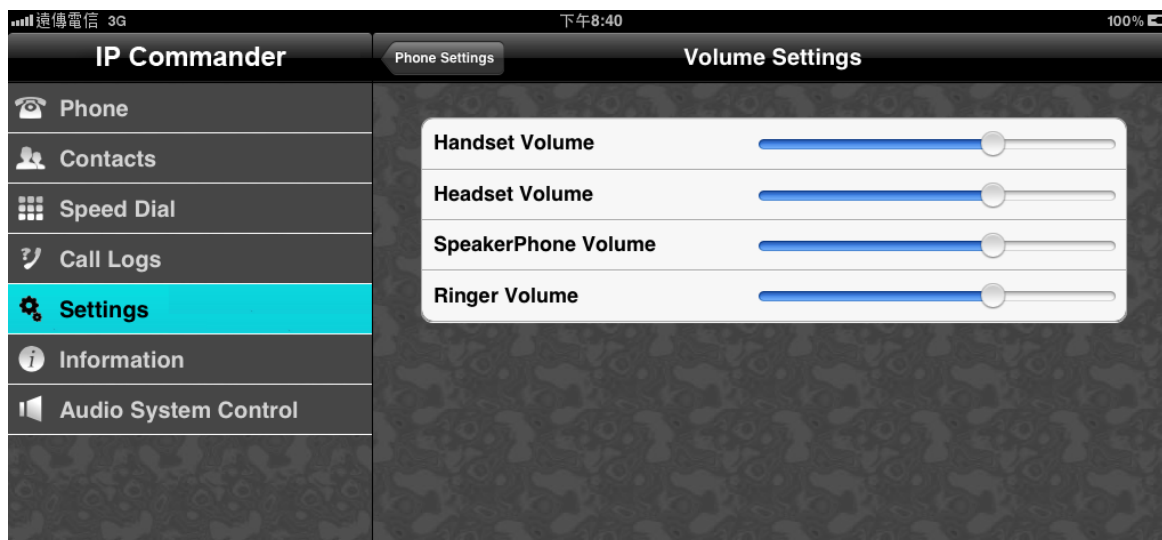 遠傳電信 3G 下午8:40 100%
IP Commander
Phone Settings Volume Settings
Phone
Contacts
Speed Dial
Call Logs
Settings
Information
Audio System Control
Handset Volume
Headset Volume
SpeakerPhone Volume
Ringer Volume